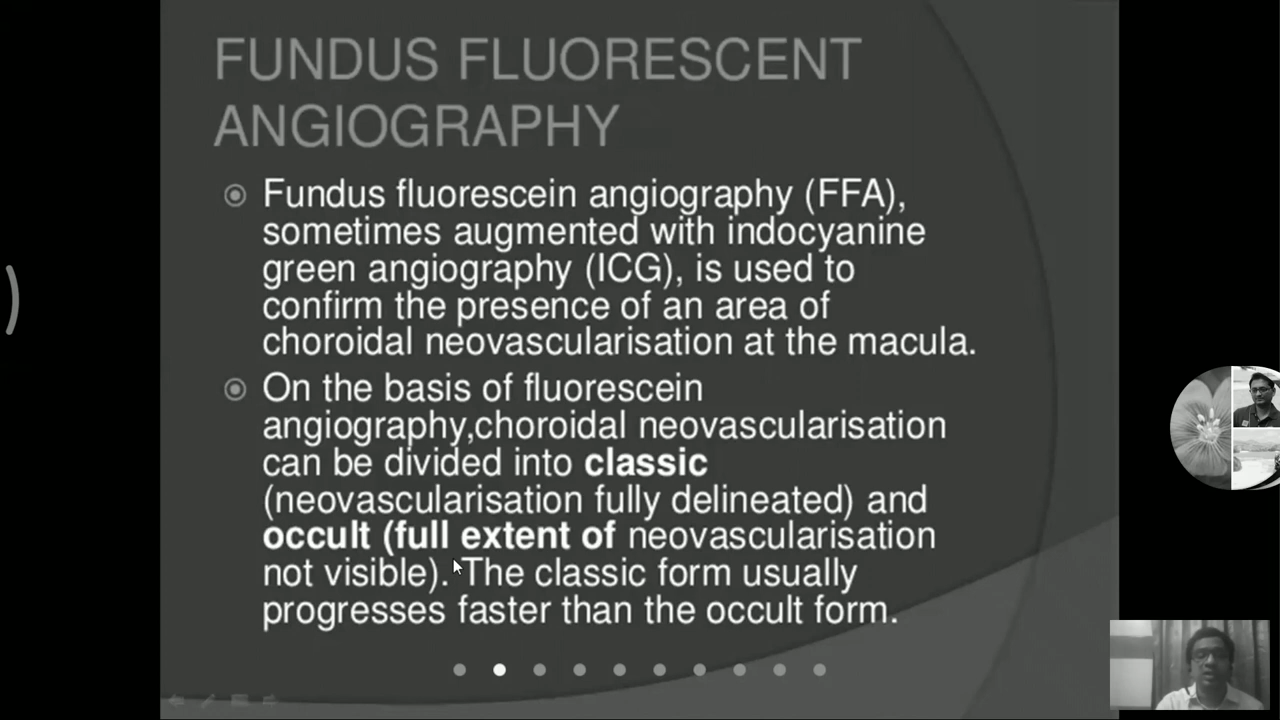 FUNDUS FLUORESCENT
ANGIOGRAPHY
Fundus fluorescein angiography (FFA),
sometimes augmented with indocyanine
green angiography (ICG), is used to
confirm the presence of an area of
choroidal neovascularisation at the macula.
On the basis of fluorescein
angiography,choroidal neovascularisation
can be divided into classic
(neovascularisation fully delineated) and
occult (full extent of neovascularisation
not visible). The classic form usually
progresses faster than the occult form.